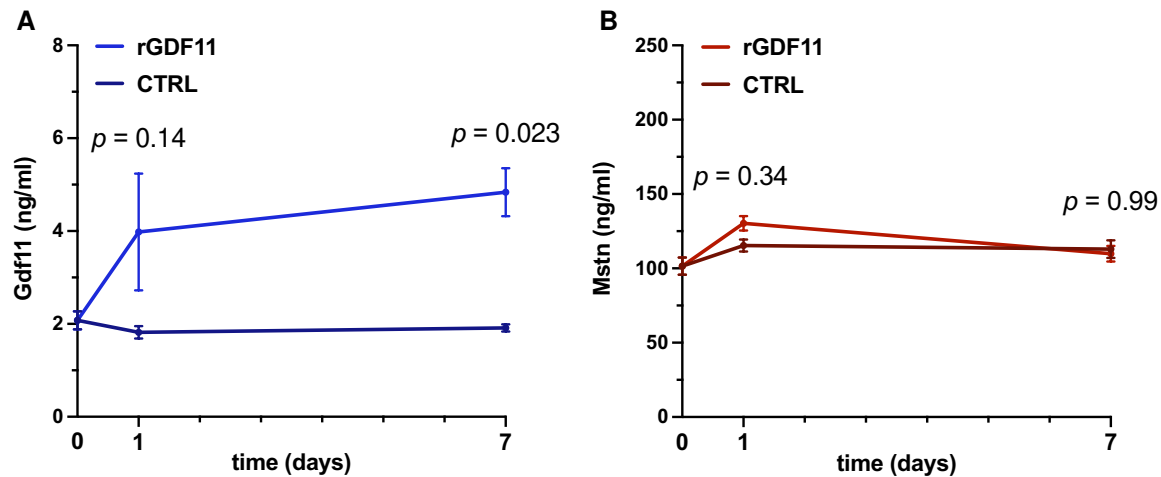 A
rGDF11
CTRL
8
6
4
2
0
Gdf11 (ng/ml)
p = 0.14
p = 0.023
0 1 7
time (days)
B
rGDF11
CTRL
250
200
150
100
50
0
Mstn (ng/ml)
p = 0.34
p = 0.99
0 1 7
time (days)